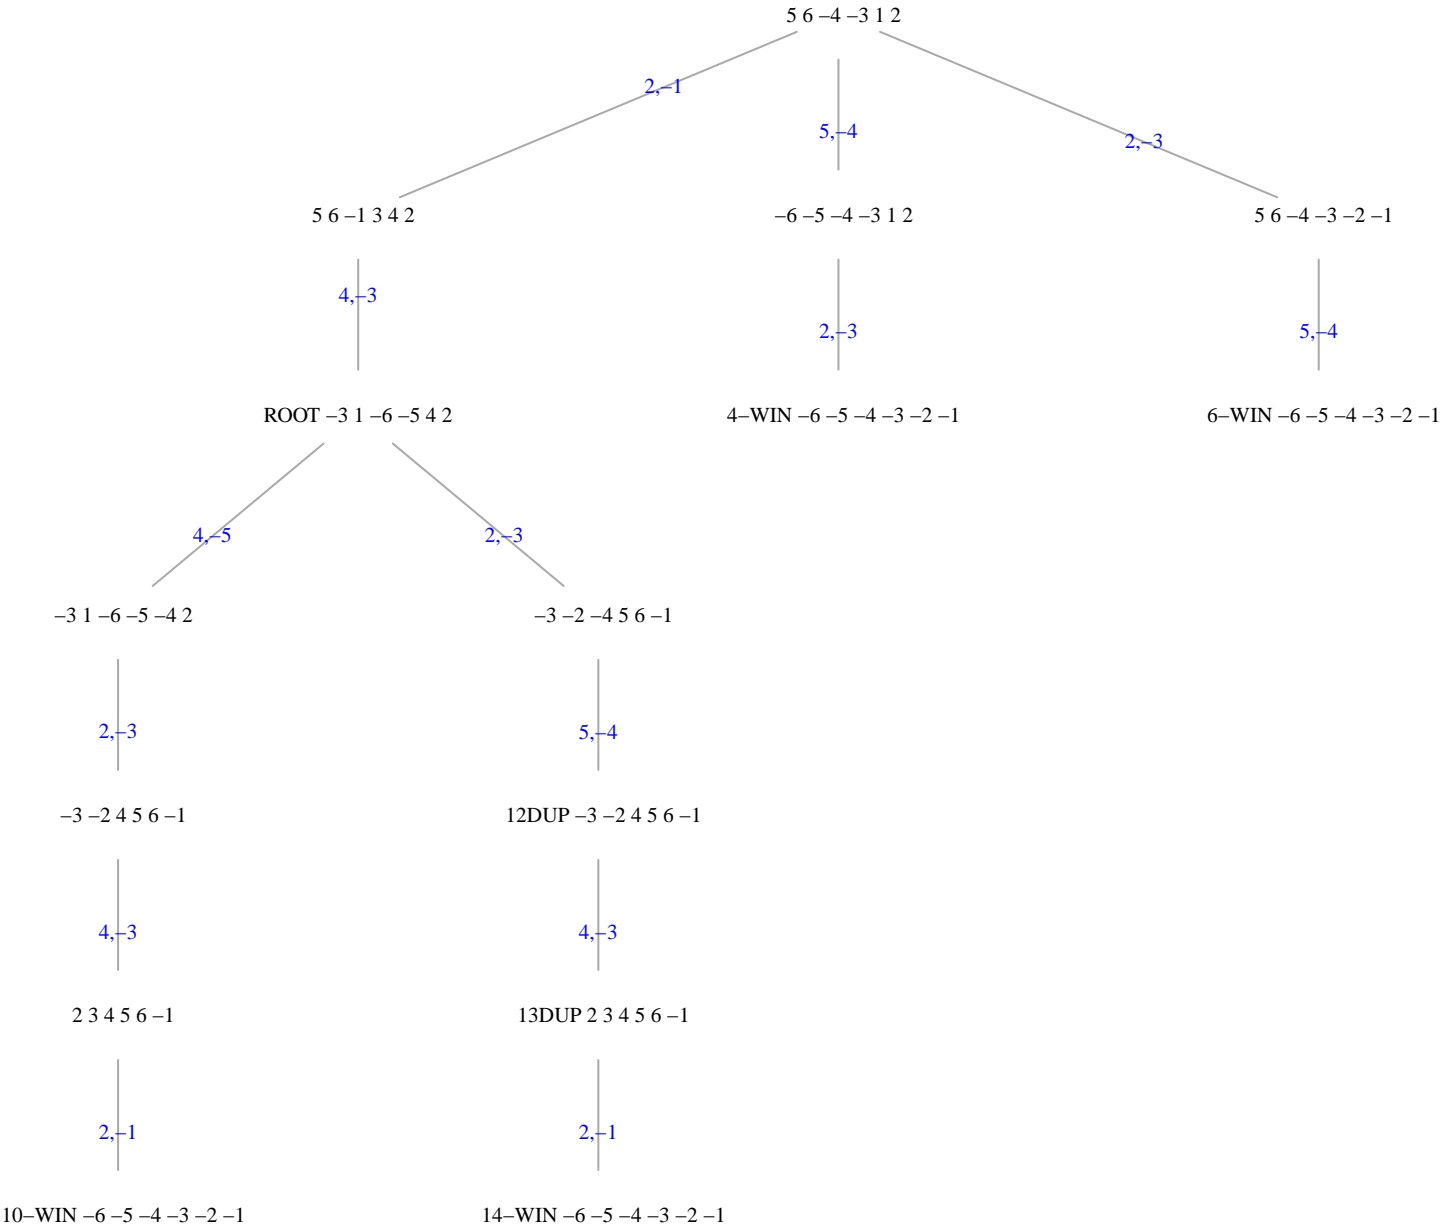 5 6 –4 –3 1 2
2,–1
5,–4
2,–3
5 6 –1 3 4 2
–6 –5 –4 –3 1 2
5 6 –4 –3 –2 –1
4,–3
2,–3
5,–4
ROOT –3 1 –6 –5 4 2
4–WIN –6 –5 –4 –3 –2 –1
6–WIN –6 –5 –4 –3 –2 –1
4,–5
2,–3
–3 1 –6 –5 –4 2
–3 –2 –4 5 6 –1
2,–3
5,–4
–3 –2 4 5 6 –1
12DUP –3 –2 4 5 6 –1
4,–3
4,–3
2 3 4 5 6 –1
13DUP 2 3 4 5 6 –1
2,–1
2,–1
10–WIN –6 –5 –4 –3 –2 –1
14–WIN –6 –5 –4 –3 –2 –1